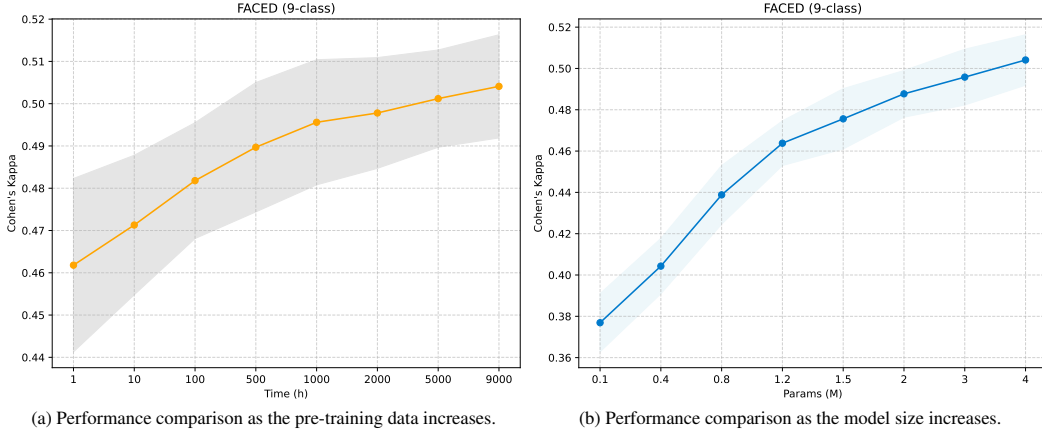 FACED (9-class)
0.52
0.51
0.50
0.49
0.48
0.47
0.46
0.45
0.44
Cohen's Kappa
1 10 100 500 1000 2000 5000 9000
Time (h)
(a) Performance comparison as the pre-training data increases.
FACED (9-class)
0.52
0.50
0.48
0.46
0.44
0.42
0.40
0.38
0.36
Cohen's Kappa
0.1 0.4 0.8 1.2 1.5 2 3 4
Params (M)
(b) Performance comparison as the model size increases.